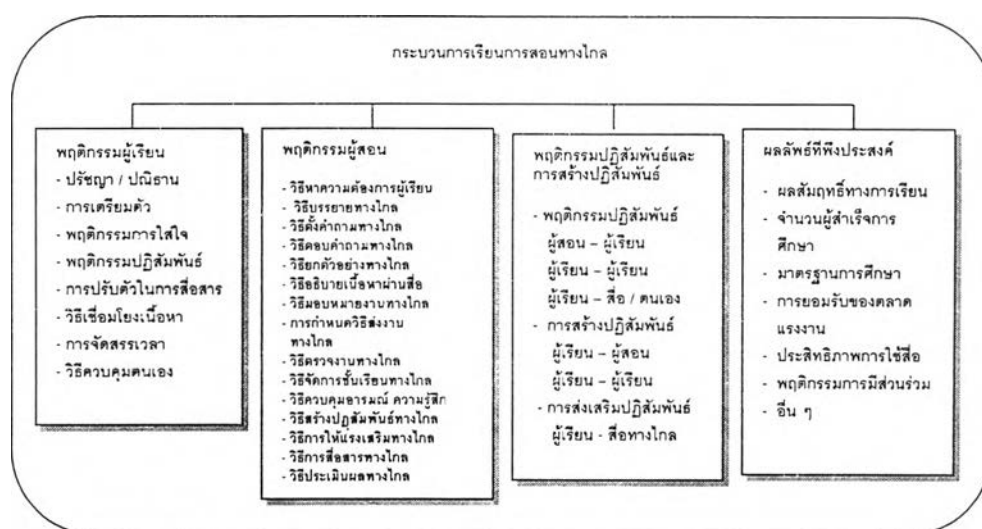 กระบวนการเรียนการสอนทางไกล
พฤติกรรมผู้เรียน
- ปรัชญา / ปณิธาน
- การเตรียมตัว
- พฤติกรรมการใส่ใจ
- พฤติกรรมปฏิสัมพันธ์
- การปรับตัวในการสื่อสาร
- วิธีเชื่อมโยงเนื้อหา
- การจัดสรรเวลา
- วิธีควบคุมตนเอง
พฤติกรรมผู้สอน
- วิธีหาความต้องการผู้เรียน
- วิธีบรรยายทางไกล
- วิธีตั้งคำถามทางไกล
- วิธีตอบคำถามทางไกล
- วิธียกตัวอย่างทางไกล
- วิธีอธิบายเนื้อหาผ่านสื่อ
- วิธีมอบหมายงานทางไกล
- การกำหนดวิธีส่งงาน
ทางไกล
- วิธีตรวจงานทางไกล
- วิธีจัดการชั้นเรียนทางไกล
- วิธีควบคุมอารมณ์ ความรู้สึก
- วิธีสร้างปฏสัมพันธ์ทางไกล
- วิธีการให้แรงเสริมทางไกล
- วิธีการสื่อสารทางไกล
- วิธีประเมินผลทางไกล
พฤติกรรมปฏิสัมพันธ์และ
การสร้างปฏิสัมพันธ์
- พฤติกรรมปฏิสัมพันธ์
ผู้สอน – ผู้เรียน
ผู้เรียน – ผู้เรียน
ผู้เรียน – สื่อ / ตนเอง
- การสร้างปฏิสัมพันธ์
ผู้เรียน – ผู้สอน
ผู้เรียน – ผู้เรียน
- การส่งเสริมปฏิสัมพันธ์
ผู้เรียน - สื่อทางไกล
ผลลัพธ์ที่พึงประสงค์
- ผลสัมฤทธิ์ทางการเรียน
- จำนวนผู้สำเร็จการ
ศึกษา
- มาตรฐานการศึกษา
- การยอมรับของตลาด
แรงงาน
- ประสิทธิภาพการใช้สื่อ
- พฤติกรรมการมีส่วนร่วม
- อื่น ๆ